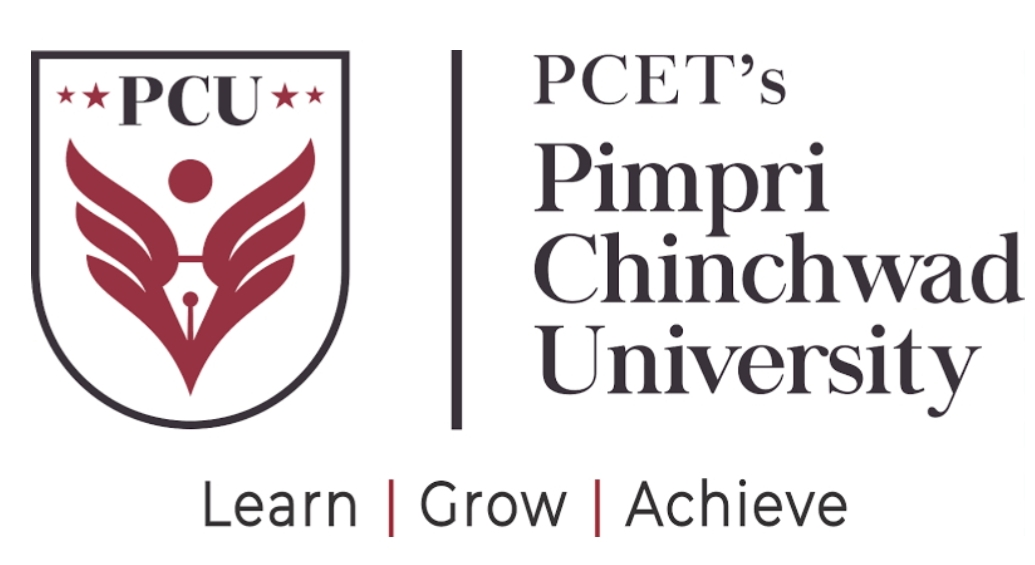 PCU
PCET's
Pimpri
Chinchwad
University
Learn | Grow | Achieve